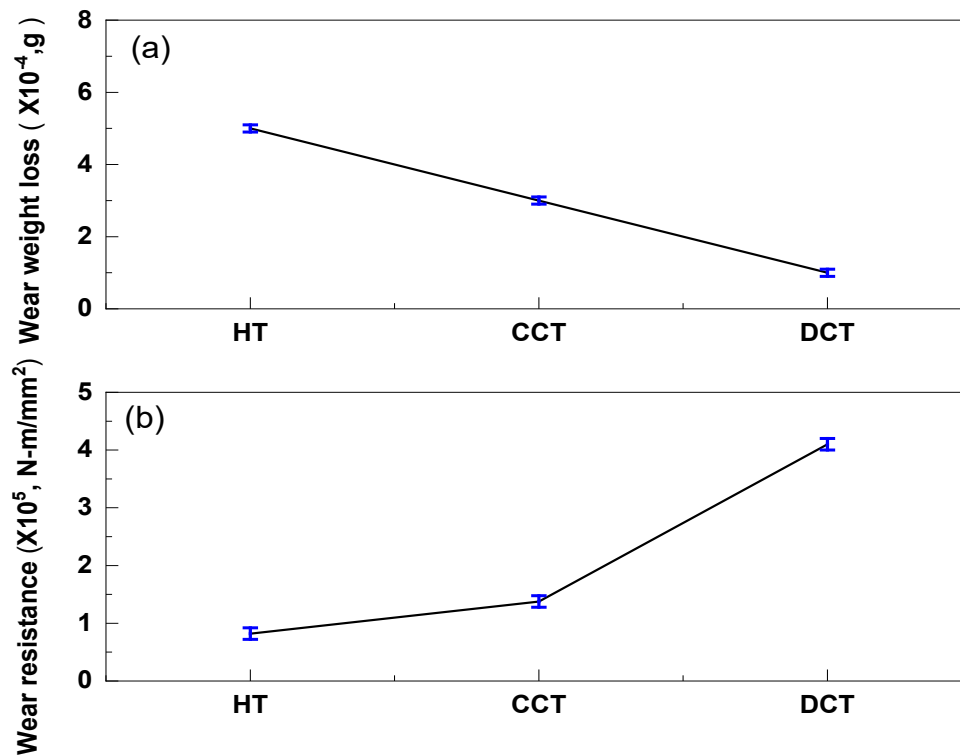 Wear weight loss ( X10⁻⁴,g)
(a)
8
6
4
2
0
HT CCT DCT
Wear resistance (X10⁵, N-m/mm²)
(b)
5
4
3
2
1
0
HT CCT DCT